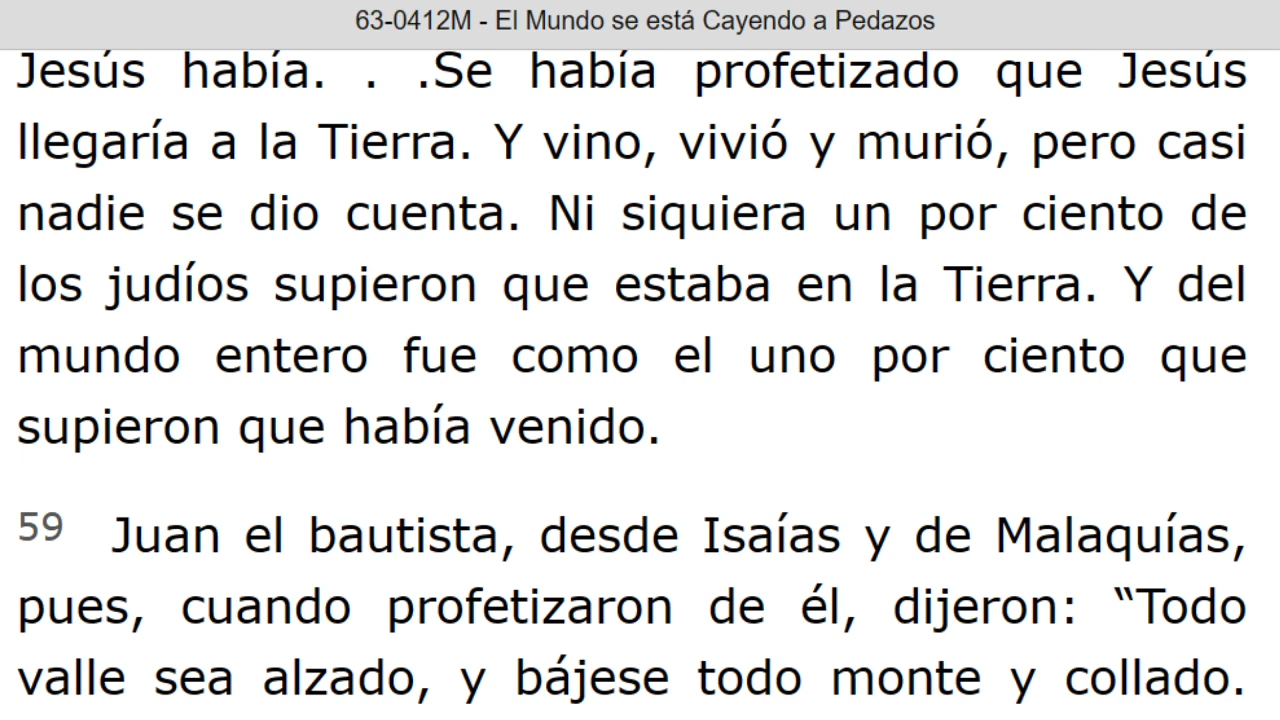 63-0412M - El Mundo se está Cayendo a Pedazos
Jesús había. . .Se había profetizado que Jesús
llegaría a la Tierra. Y vino, vivió y murió, pero casi
nadie se dio cuenta. Ni siquiera un por ciento de
los judíos supieron que estaba en la Tierra. Y del
mundo entero fue como el uno por ciento que
supieron que había venido.
59 Juan el bautista, desde Isaías y de Malaquías,
pues, cuando profetizaron de él, dijeron: “Todo
valle sea alzado, y bájese todo monte y collado.